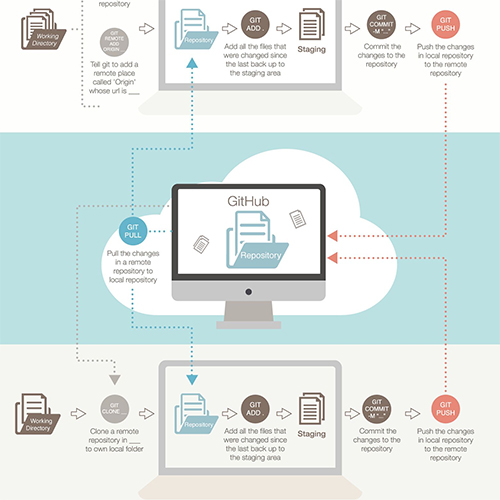 repository
Working
Directory
GIT
REMOTE
ADD
ORIGIN...
Tell git to add a
remote place
called 'Origin'
whose url is ___
Repository
GIT
ADD .
Add all the files that
were changed since
the last back up to
the staging area
Staging
GIT
COMMIT
-M "_"
Commit the
changes to the
repository
GIT
PUSH
Push the changes
in local repository
to the remote
repository
GitHub
Repository
GIT
PULL
Pull the changes
in a remote
repository to
local repository
Working
Directory
GIT
CLONE ...
Clone a remote
repository in ___
to own local folder
Repository
GIT
ADD .
Add all the files that
were changed since
the last back up to
the staging area
Staging
GIT
COMMIT
-M "_"
Commit the
changes to the
repository
GIT
PUSH
Push the changes
in local repository
to the remote
repository